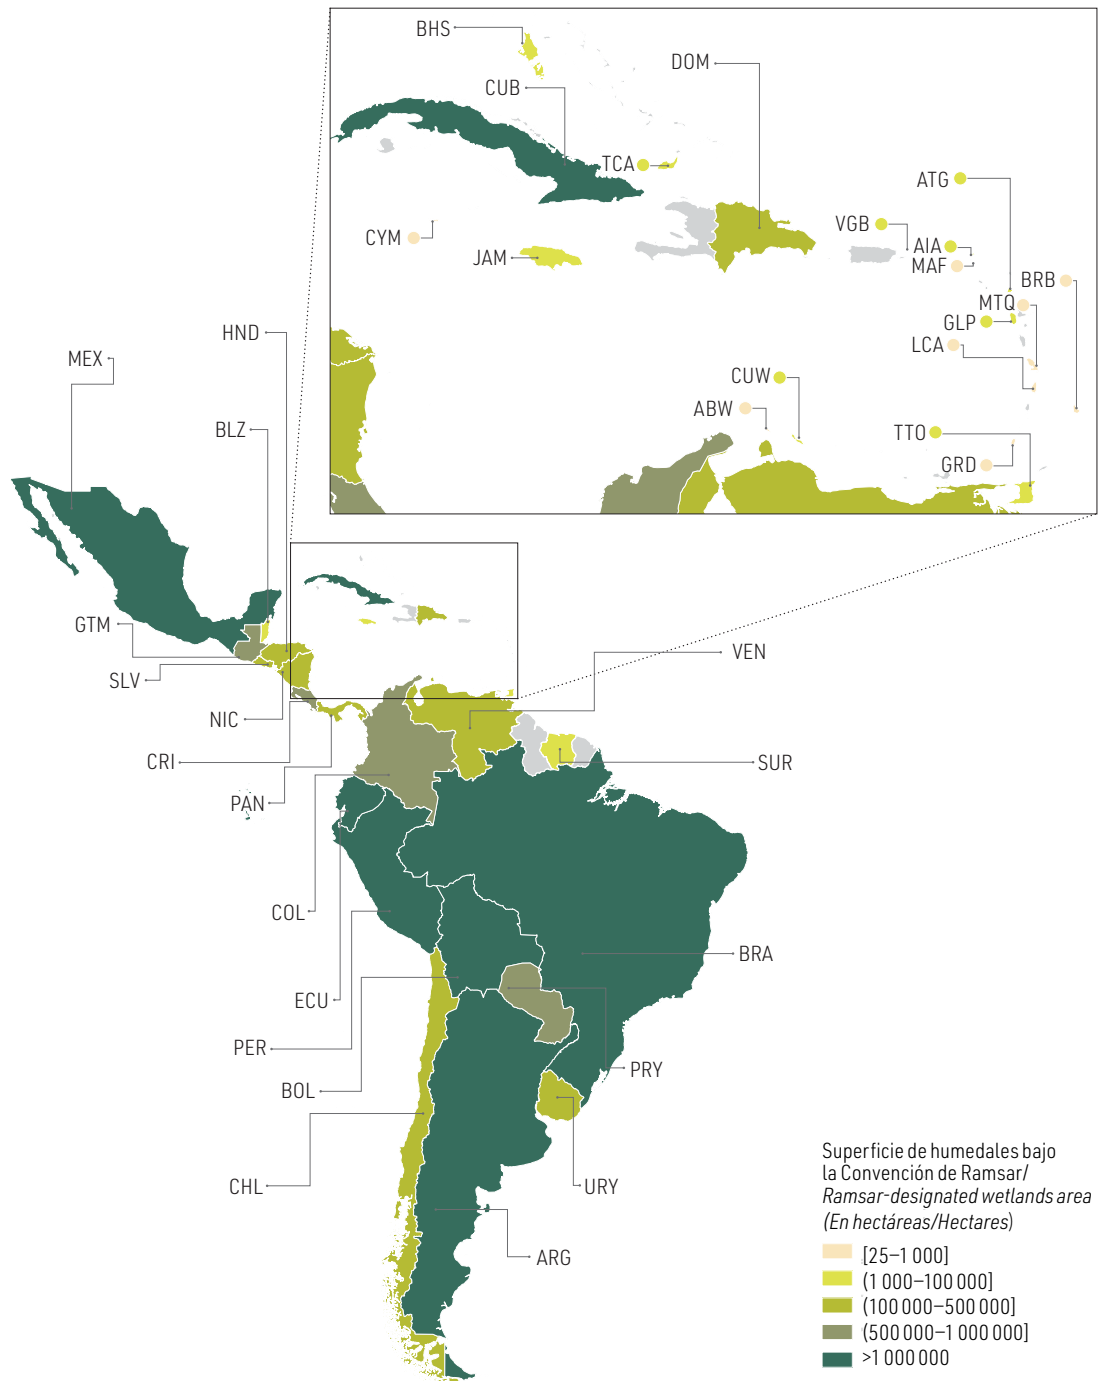 BHS
DOM
CUB
TCA
ATG
VGB
CYM
AIA
JAM
MAF
BRB
MTQ
GLP
LCA
CUW
ABW
TTO
GRD
HND
MEX
BLZ
GTM
VEN
SLV
NIC
CRI
SUR
PAN
COL
BRA
ECU
PER
PRY
BOL
CHL
URY
ARG
Superficie de humedales bajo
la Convención de Ramsar/
Ramsar-designated wetlands area
(En hectáreas/Hectares)
[25–1 000]
(1 000–100 000]
(100 000–500 000]
(500 000–1 000 000]
>1 000 000